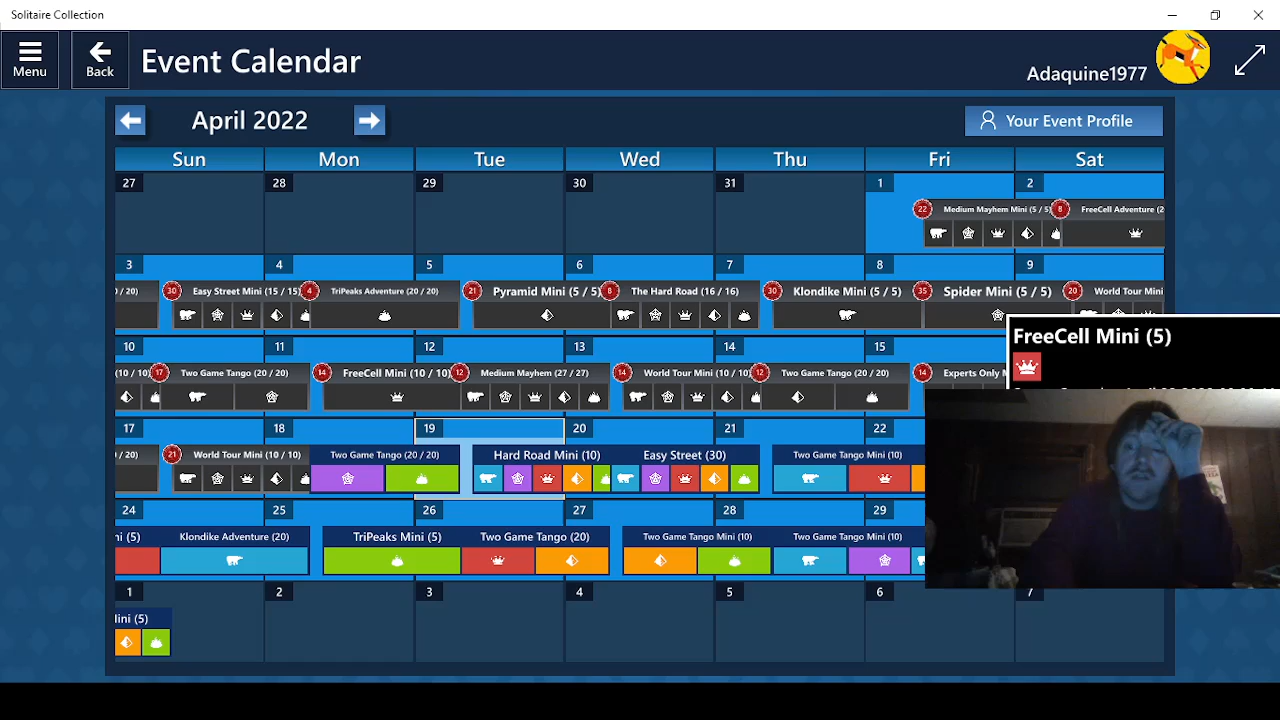 Solitaire Collection
Menu
Back
Event Calendar
Adaquine1977
April 2022
Your Event Profile
Sun Mon Tue Wed Thu Fri Sat
27 28 29 30 31 1 2
22 Medium Mayhem Mini (5 / 5) 8 FreeCell Adventure (2
3 4 5 6 7 8 9
/ 20) 30 Easy Street Mini (15 / 15) 4 TriPeaks Adventure (20 / 20) 21 Pyramid Mini (5 / 5) 8 The Hard Road (16 / 16) 30 Klondike Mini (5 / 5) 35 Spider Mini (5 / 5) 20 World Tour Mini
FreeCell Mini (5)
10 11 12 13 14 15
(10 / 10) 17 Two Game Tango (20 / 20) 14 FreeCell Mini (10 / 10) 12 Medium Mayhem (27 / 27) 14 World Tour Mini (10 / 10) 12 Two Game Tango (20 / 20) 14 Experts Only M
17 18 19 20 21 22
/ 20) 21 World Tour Mini (10 / 10) Two Game Tango (20 / 20) Hard Road Mini (10) Easy Street (30) Two Game Tango Mini (10)
24 25 26 27 28 29
ni (5) Klondike Adventure (20) TriPeaks Mini (5) Two Game Tango (20) Two Game Tango Mini (10) Two Game Tango Mini (10)
1 2 3 4 5 6 7
ini (5)